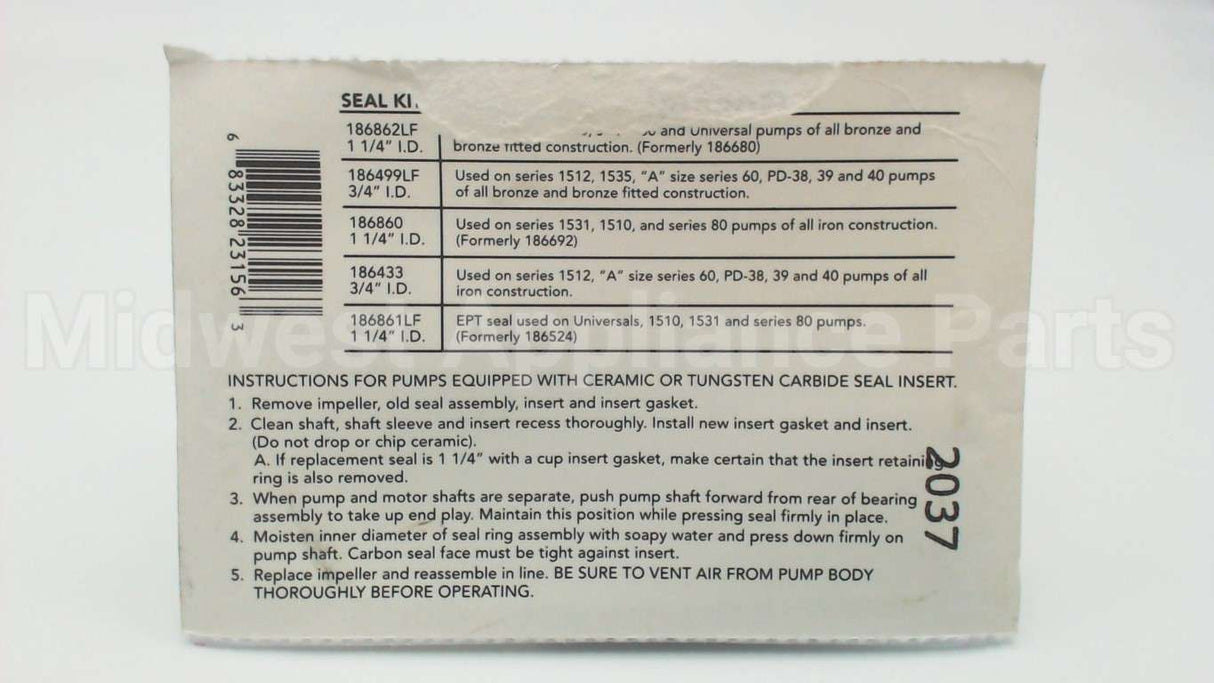 SEAL KI
186862LF
1 1/4" I.D.
and Universal pumps of all bronze and
bronze fitted construction. (Formerly 186680)
186499LF
3/4" I.D.
Used on series 1512, 1535, "A" size series 60, PD-38, 39 and 40 pumps
of all bronze and bronze fitted construction.
186860
1 1/4" I.D.
Used on series 1531, 1510, and series 80 pumps of all iron construction.
(Formerly 186692)
186433
3/4" I.D.
Used on series 1512, "A" size series 60, PD-38, 39 and 40 pumps of all
iron construction.
186861LF
1 1/4" I.D.
EPT seal used on Universals, 1510, 1531 and series 80 pumps.
(Formerly 186524)
6 83328 23156 3
Midwest Appliance Parts
INSTRUCTIONS FOR PUMPS EQUIPPED WITH CERAMIC OR TUNGSTEN CARBIDE SEAL INSERT.
1. Remove impeller, old seal assembly, insert and insert gasket.
2. Clean shaft, shaft sleeve and insert recess thoroughly. Install new insert gasket and insert.
(Do not drop or chip ceramic).
A. If replacement seal is 1 1/4" with a cup insert gasket, make certain that the insert retaining
ring is also removed.
3. When pump and motor shafts are separate, push pump shaft forward from rear of bearing
assembly to take up end play. Maintain this position while pressing seal firmly in place.
4. Moisten inner diameter of seal ring assembly with soapy water and press down firmly on
pump shaft. Carbon seal face must be tight against insert.
5. Replace impeller and reassemble in line. BE SURE TO VENT AIR FROM PUMP BODY
THOROUGHLY BEFORE OPERATING.
2037